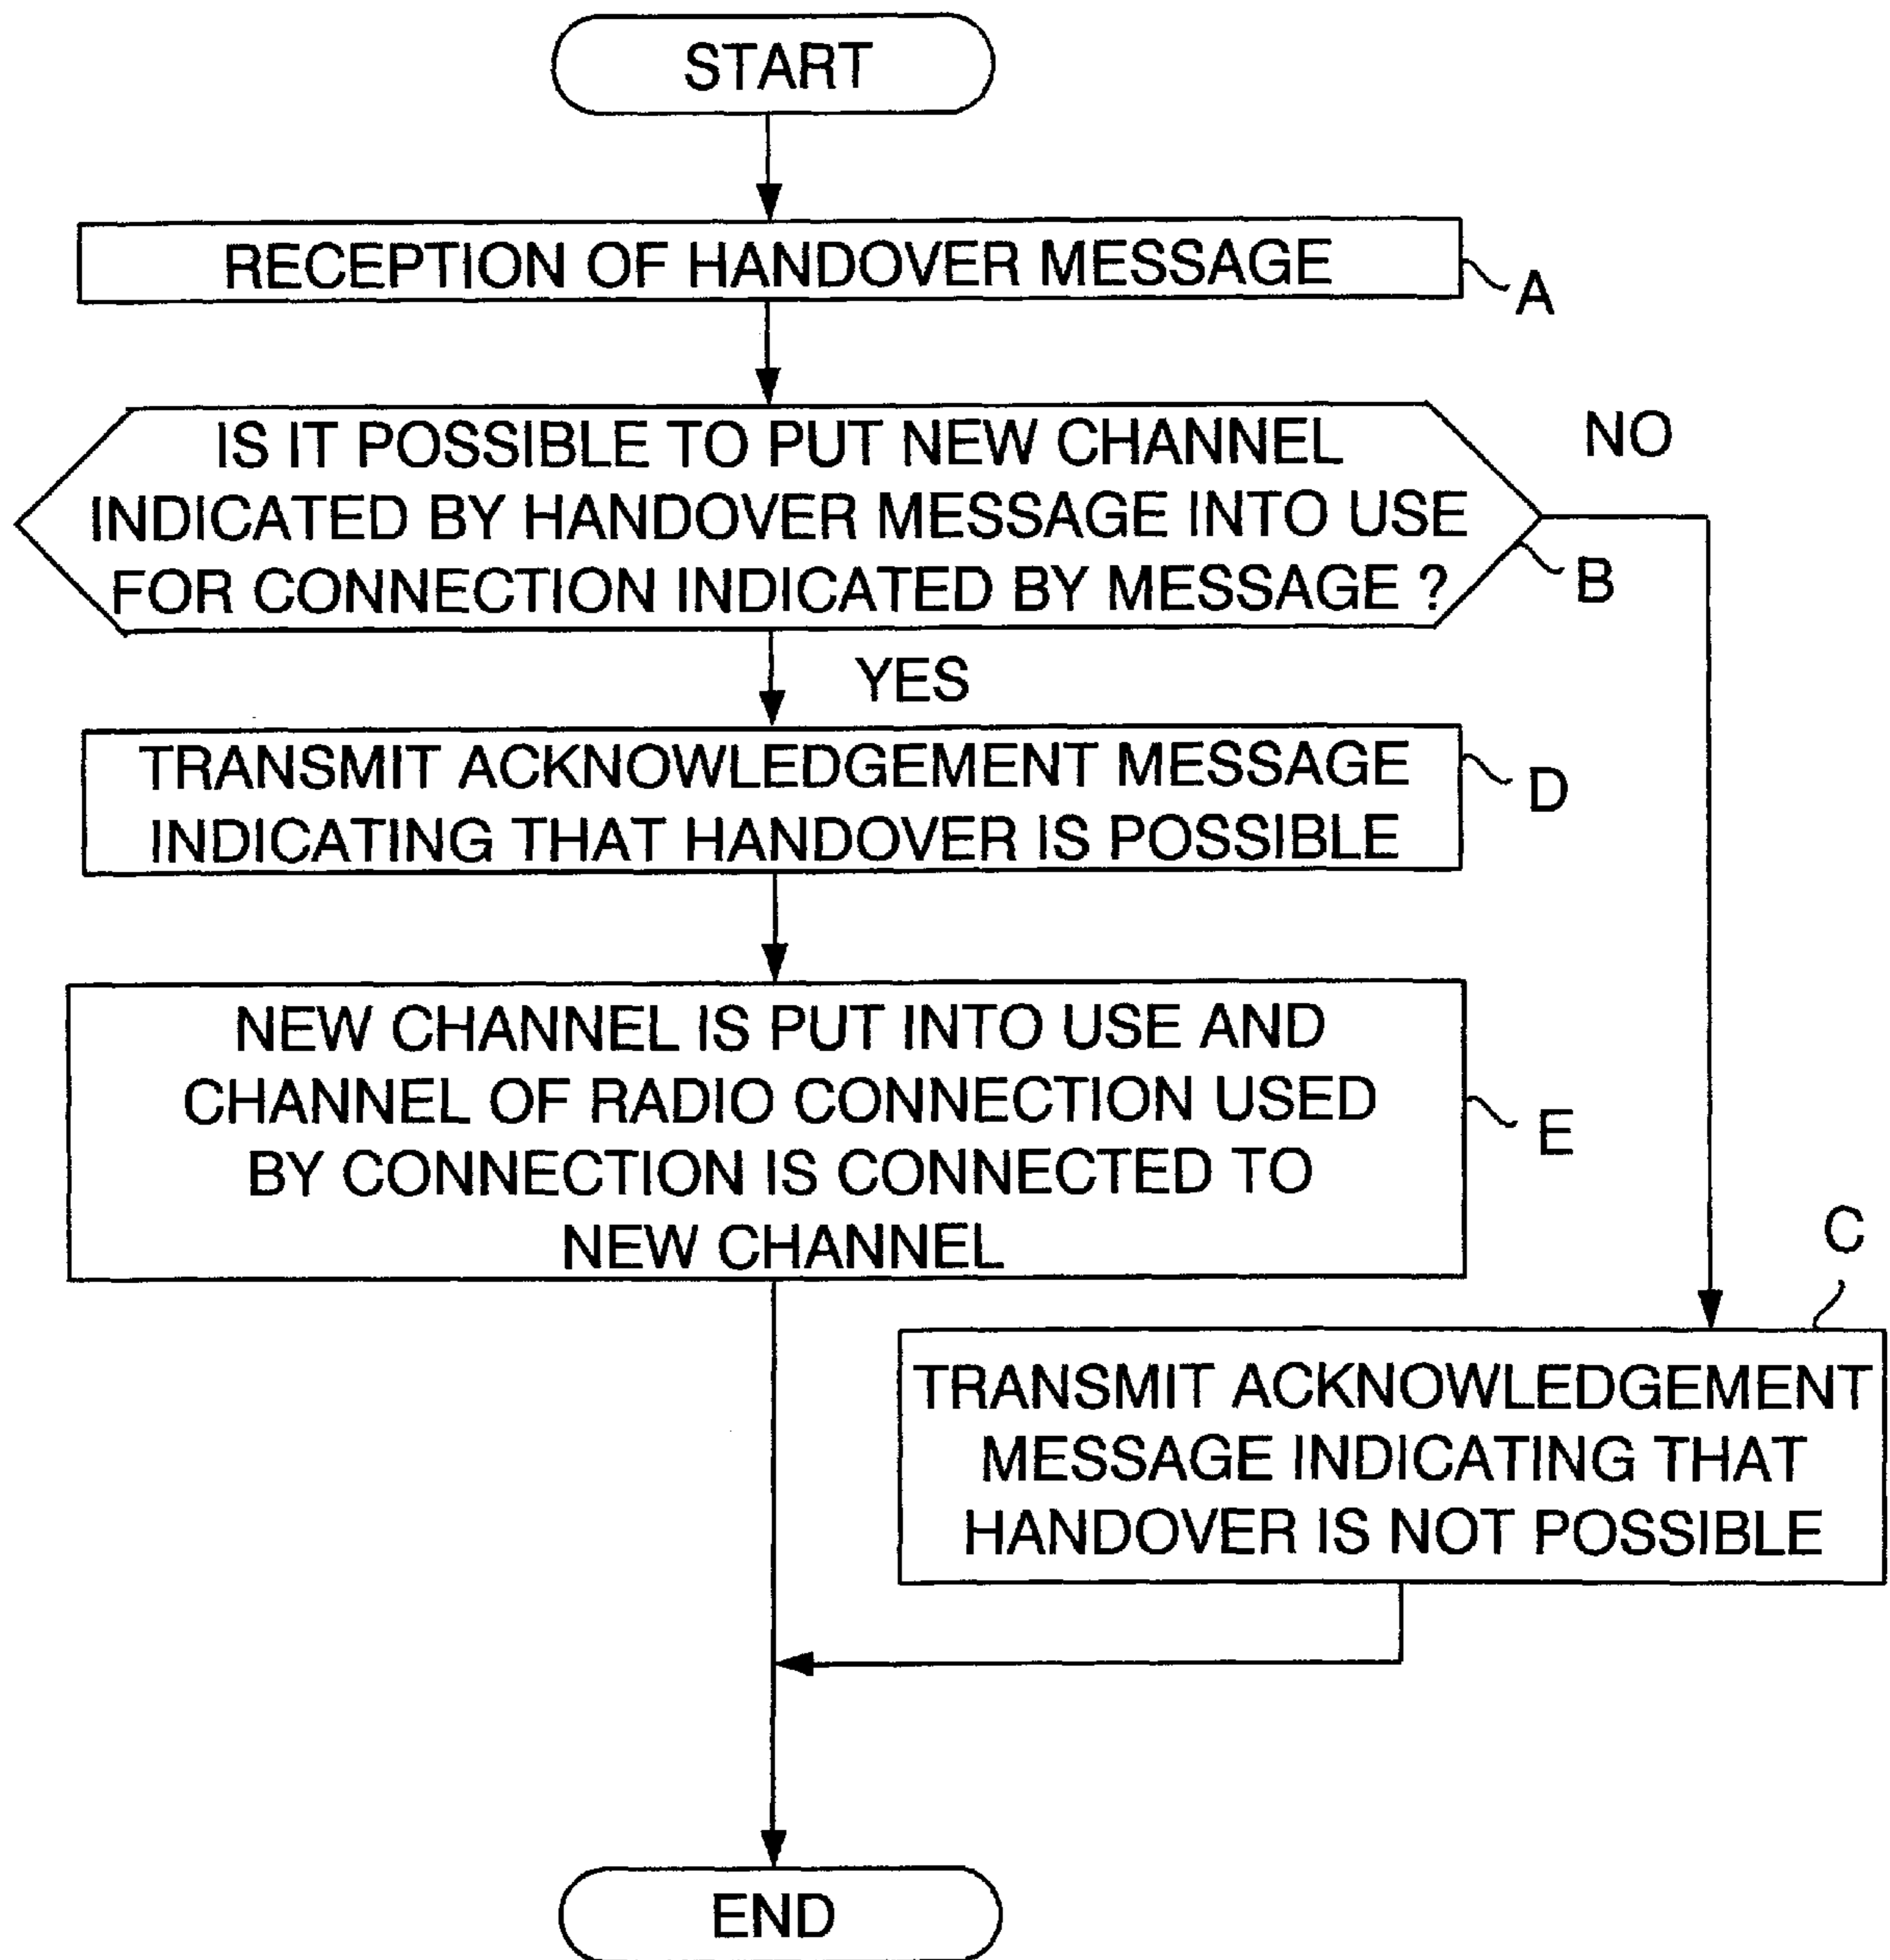 START
RECEPTION OF HANDOVER MESSAGE
A
IS IT POSSIBLE TO PUT NEW CHANNEL
INDICATED BY HANDOVER MESSAGE INTO USE
FOR CONNECTION INDICATED BY MESSAGE ?
NO
B
YES
TRANSMIT ACKNOWLEDGEMENT MESSAGE
INDICATING THAT HANDOVER IS POSSIBLE
D
NEW CHANNEL IS PUT INTO USE AND
CHANNEL OF RADIO CONNECTION USED
BY CONNECTION IS CONNECTED TO
NEW CHANNEL
E
C
TRANSMIT ACKNOWLEDGEMENT
MESSAGE INDICATING THAT
HANDOVER IS NOT POSSIBLE
END